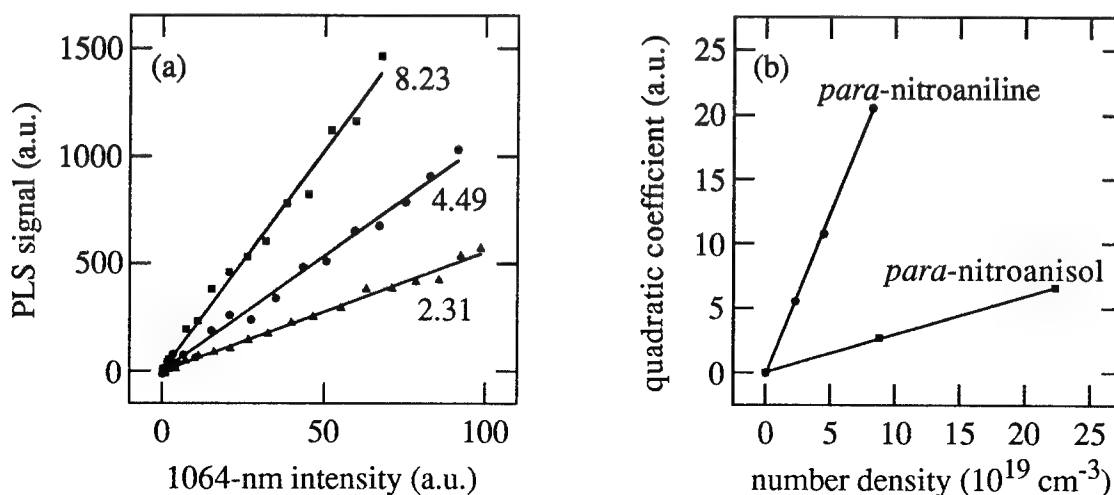 (a)
PLS signal (a.u.)
1500
1000
500
0
8.23
4.49
2.31
0
50
100
1064-nm intensity (a.u.)
(b)
quadratic coefficient (a.u.)
25
20
15
10
5
0
para-nitroaniline
para-nitroanisol
0
5
10
15
20
25
number density (10¹⁹ cm⁻³)